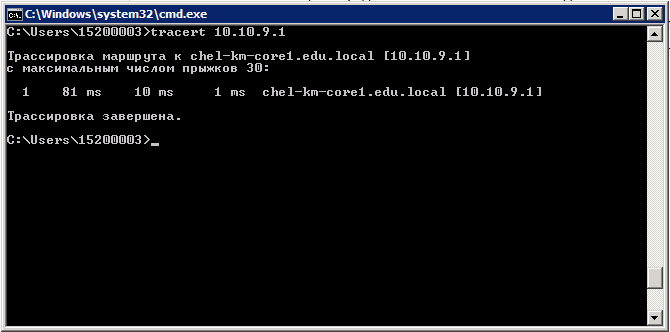 C:\Windows\system32\cmd.exe
C:\Users\15200003>tracert 10.10.9.1
Трассировка маршрута к chel-km-core1.edu.local [10.10.9.1]
с максимальным числом прыжков 30:
1 81 ms 10 ms 1 ms chel-km-core1.edu.local [10.10.9.1]
Трассировка завершена.
C:\Users\15200003>_